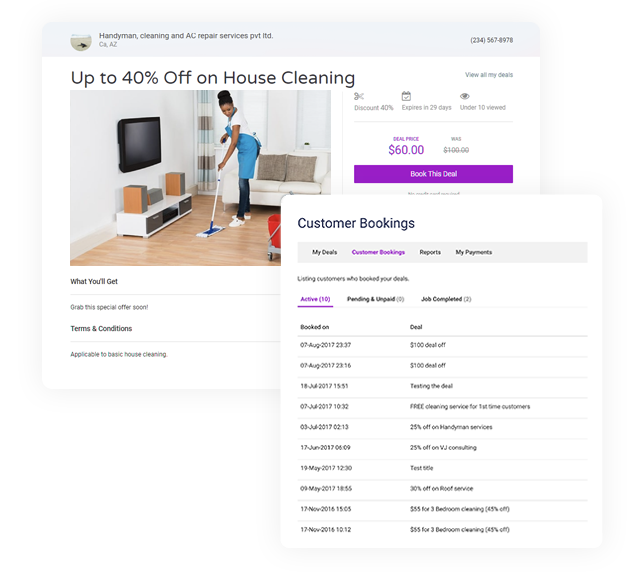 Handyman, cleaning and AC repair services pvt ltd.
Ca, AZ
(234) 567-8978
Up to 40% Off on House Cleaning
View all my deals
Discount 40%
Expires in 29 days
Under 10 viewed
DEAL PRICE
WAS
$60.00
$100.00
Book This Deal
What You'll Get
Grab this special offer soon!
Terms & Conditions
Applicable to basic house cleaning.
Customer Bookings
My Deals Customer Bookings Reports My Payments
Listing customers who booked your deals.
Active (10) Pending & Unpaid (0) Job Completed (2)
Booked on Deal
07-Aug-2017 23:37 $100 deal off
07-Aug-2017 23:16 $100 deal off
18-Jul-2017 15:51 Testing the deal
07-Jul-2017 10:32 FREE cleaning service for 1st time customers
03-Jul-2017 02:13 25% off on Handyman services
17-Jun-2017 06:09 25% off on VJ consulting
19-May-2017 12:30 Test title
09-May-2017 18:55 30% off on Roof service
17-Nov-2016 15:05 $55 for 3 Bedroom cleaning (45% off)
17-Nov-2016 10:12 $55 for 3 Bedroom cleaning (45% off)